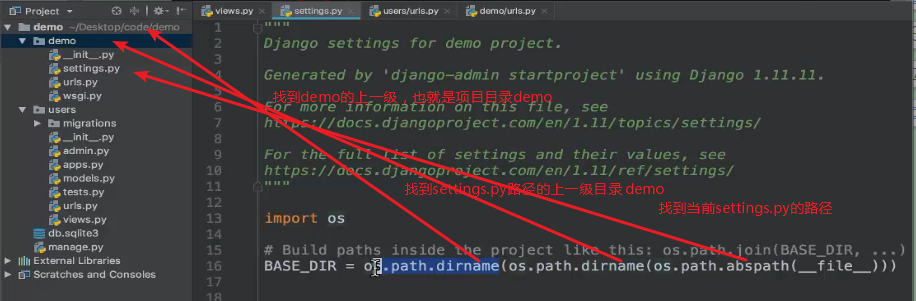 Project
demo ~/Desktop/code/demo
demo
__init__.py
settings.py
urls.py
wsgi.py
users
migrations
__init__.py
admin.py
apps.py
models.py
tests.py
urls.py
views.py
db.sqlite3
manage.py
External Libraries
Scratches and Consoles
views.py
settings.py
users/urls.py
demo/urls.py
1 """
2 Django settings for demo project.
3
4 Generated by 'django-admin startproject' using Django 1.11.11.
5
找到demo的上一级，也就是项目目录demo
6 For more information on this file, see
7 https://docs.djangoproject.com/en/1.11/topics/settings/
8
9 For the full list of settings and their values, see
10 https://docs.djangoproject.com/en/1.11/ref/settings/
11 """
找到settings.py路径的上一级目录 demo
12
找到当前settings.py的路径
13 import os
14
15 # Build paths inside the project like this: os.path.join(BASE_DIR, ...)
16 BASE_DIR = os.path.dirname(os.path.dirname(os.path.abspath(__file__)))
17
18